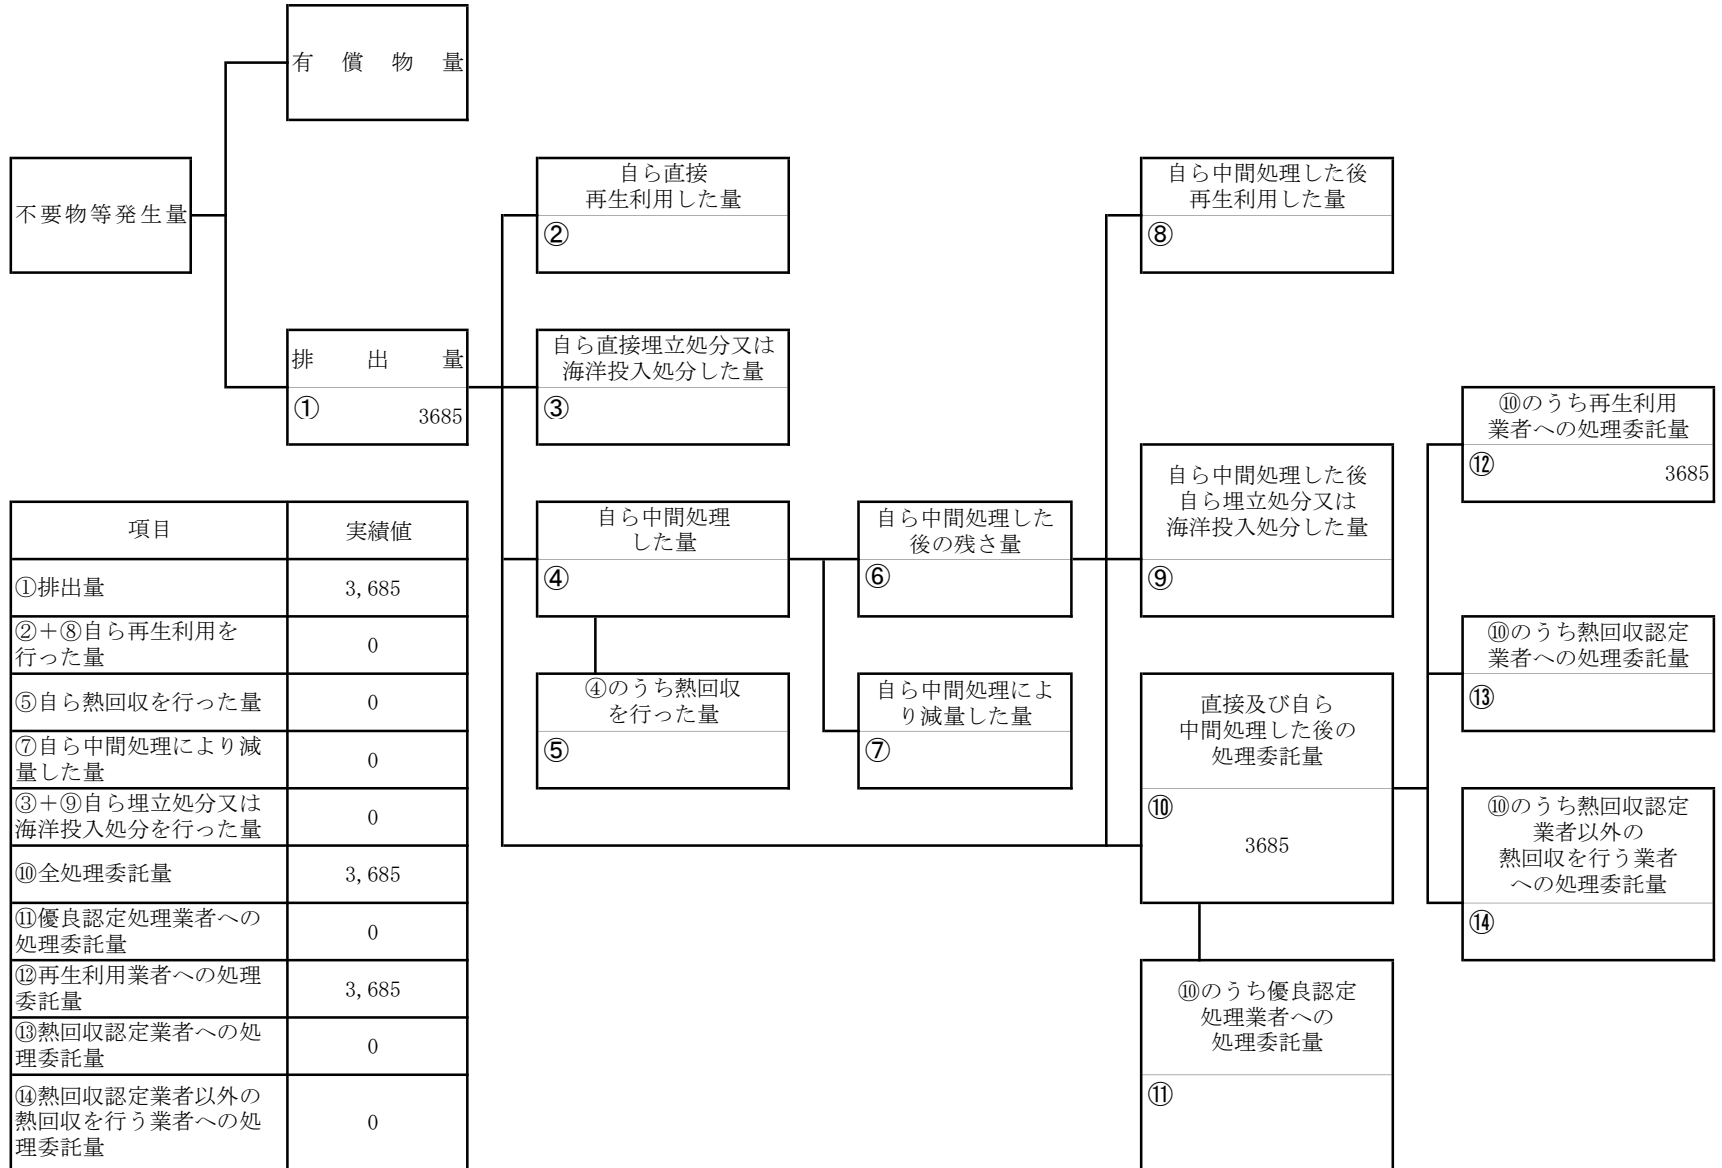 有償物量
不要物等発生量
自ら直接
再生利用した量
②
自ら中間処理した後
再生利用した量
⑧
排出量
①
3685
自ら直接埋立処分又は
海洋投入処分した量
③
⑩のうち再生利用
業者への処理委託量
⑫
3685
自ら中間処理
した量
④
自ら中間処理した
後の残さ量
⑥
自ら中間処理した後
自ら埋立処分又は
海洋投入処分した量
⑨
⑩のうち熱回収認定
業者への処理委託量
⑬
④のうち熱回収
を行った量
⑤
自ら中間処理によ
り減量した量
⑦
直接及び自ら
中間処理した後の
処理委託量
⑩
3685
⑩のうち熱回収認定
業者以外の
熱回収を行う業者
への処理委託量
⑭
⑩のうち優良認定
処理業者への
処理委託量
⑪
項目 実績値
①排出量 3,685
②＋⑧自ら再生利用を
行った量 0
⑤自ら熱回収を行った量 0
⑦自ら中間処理により減
量した量 0
③＋⑨自ら埋立処分又は
海洋投入処分を行った量 0
⑩全処理委託量 3,685
⑪優良認定処理業者への
処理委託量 0
⑫再生利用業者への処理
委託量 3,685
⑬熱回収認定業者への処
理委託量 0
⑭熱回収認定業者以外の
熱回収を行う業者への処
理委託量 0